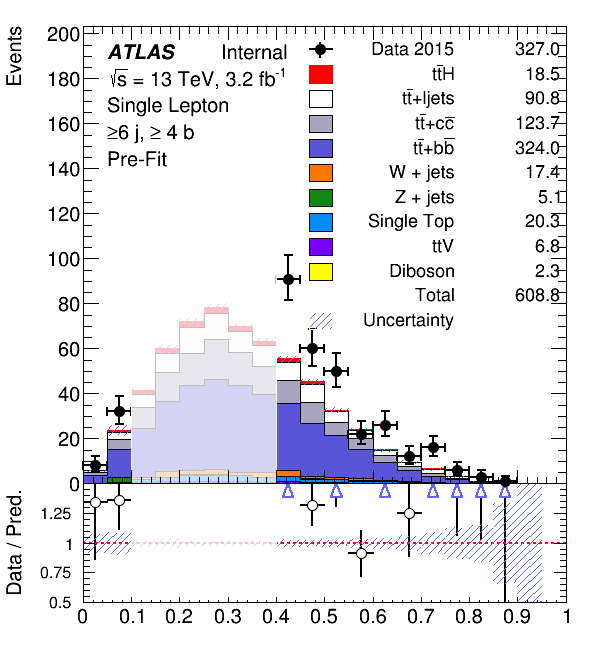 Events
200
180
160
140
120
100
80
60
40
20
0
ATLAS Internal
√s = 13 TeV, 3.2 fb-1
Single Lepton
≥6 j, ≥ 4 b
Pre-Fit
Data 2015 327.0
tt̄H 18.5
tt̄+ljets 90.8
tt̄+cc̄ 123.7
tt̄+bb̄ 324.0
W + jets 17.4
Z + jets 5.1
Single Top 20.3
ttV 6.8
Diboson 2.3
Total 608.8
Uncertainty
Data / Pred.
1.25
1
0.75
0.5
0 0.1 0.2 0.3 0.4 0.5 0.6 0.7 0.8 0.9 1